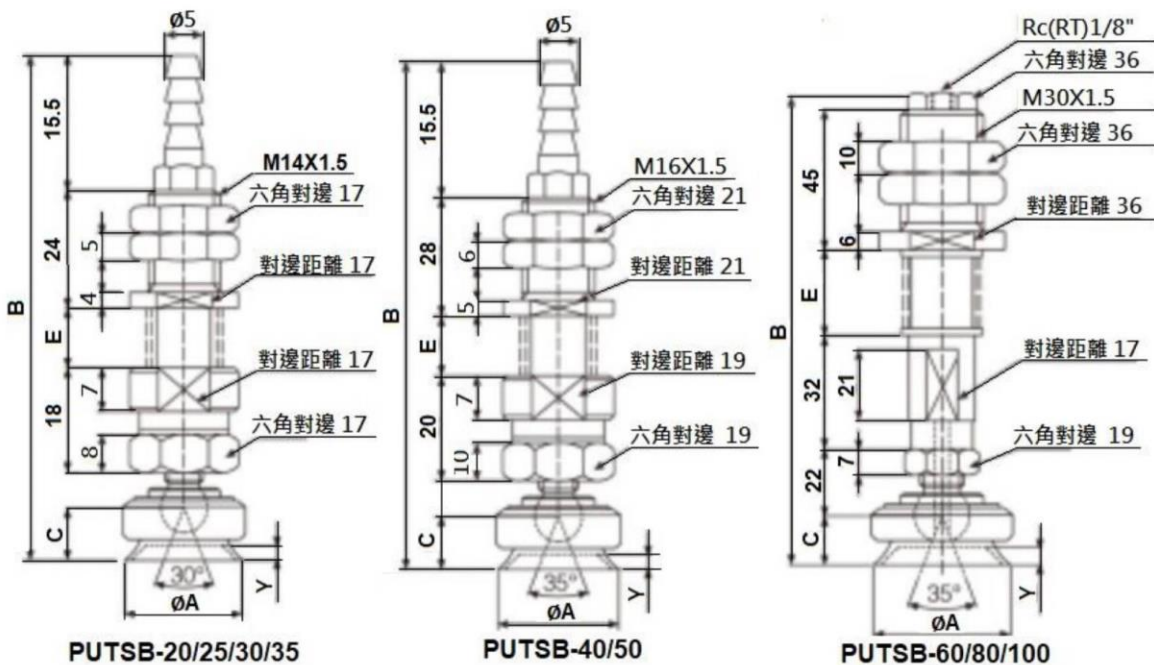 ø5
15.5
M14X1.5
六角對邊 17
5
24
4
對邊距離 17
B
E
7
對邊距離 17
18
8
六角對邊 17
C
30°
Y
øA
PUTSB-20/25/30/35
ø5
15.5
M16X1.5
六角對邊 21
6
28
5
對邊距離 21
B
E
7
對邊距離 19
20
10
六角對邊 19
C
35°
Y
øA
PUTSB-40/50
Rc(RT)1/8"
六角對邊 36
M30X1.5
10
六角對邊 36
45
6
對邊距離 36
B
E
32
21
對邊距離 17
22
7
六角對邊 19
C
35°
Y
øA
PUTSB-60/80/100